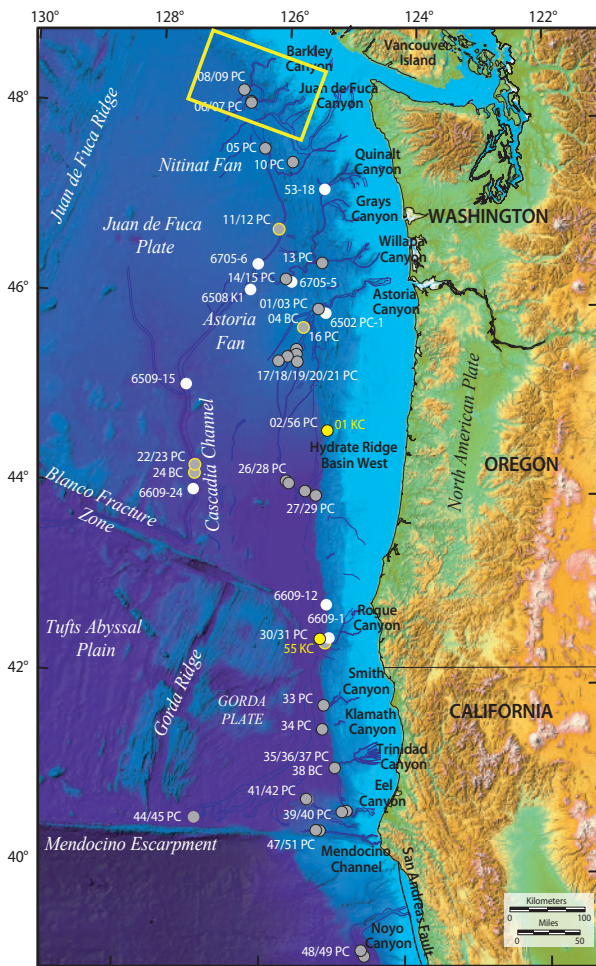 130°
128°
126°
124°
122°
48°
46°
44°
42°
40°
Barkley
Canyon
Vancouver
Island
08/09 PC
Juan de Fuca
Canyon
06/07 PC
Juan de Fuca Ridge
05 PC
Nitinat Fan
10 PC
Quinalt
Canyon
53-18
Grays
Canyon
WASHINGTON
11/12 PC
Juan de Fuca
Plate
Willapa
Canyon
6705-6
13 PC
14/15 PC
6705-5
6508 K1
Astoria
Canyon
01/03 PC
04 BC
6502 PC-1
Astoria
Fan
16 PC
17/18/19/20/21 PC
6509-15
North American Plate
02/56 PC
01 KC
Hydrate Ridge
Basin West
Cascadia Channel
22/23 PC
24 BC
6609-24
OREGON
26/28 PC
27/29 PC
Blanco Fracture
Zone
6609-12
6609-1
Rogue
Canyon
30/31 PC
55 KC
Tufts Abyssal
Plain
Gorda Ridge
Smith
Canyon
GORDA
PLATE
33 PC
Klamath
Canyon
34 PC
CALIFORNIA
35/36/37 PC
38 BC
Trinidad
Canyon
41/42 PC
Eel
Canyon
39/40 PC
44/45 PC
Mendocino Escarpment
47/51 PC
Mendocino
Channel
San Andreas Fault
Kilometers
0 100
Miles
0 50
Noyo
Canyon
48/49 PC